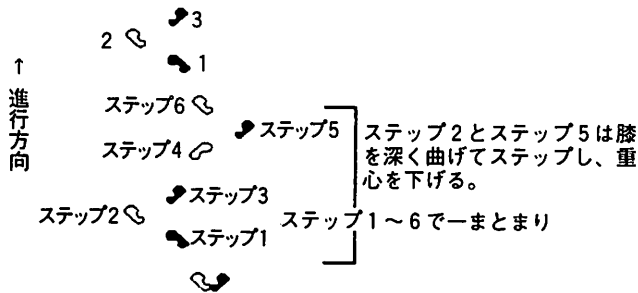 3
2
1
↑進行方向
ステップ6
ステップ5
ステップ4
ステップ3
ステップ2
ステップ1
ステップ2とステップ5は膝
を深く曲げてステップし、重
心を下げる。
ステップ1〜6で一まとまり